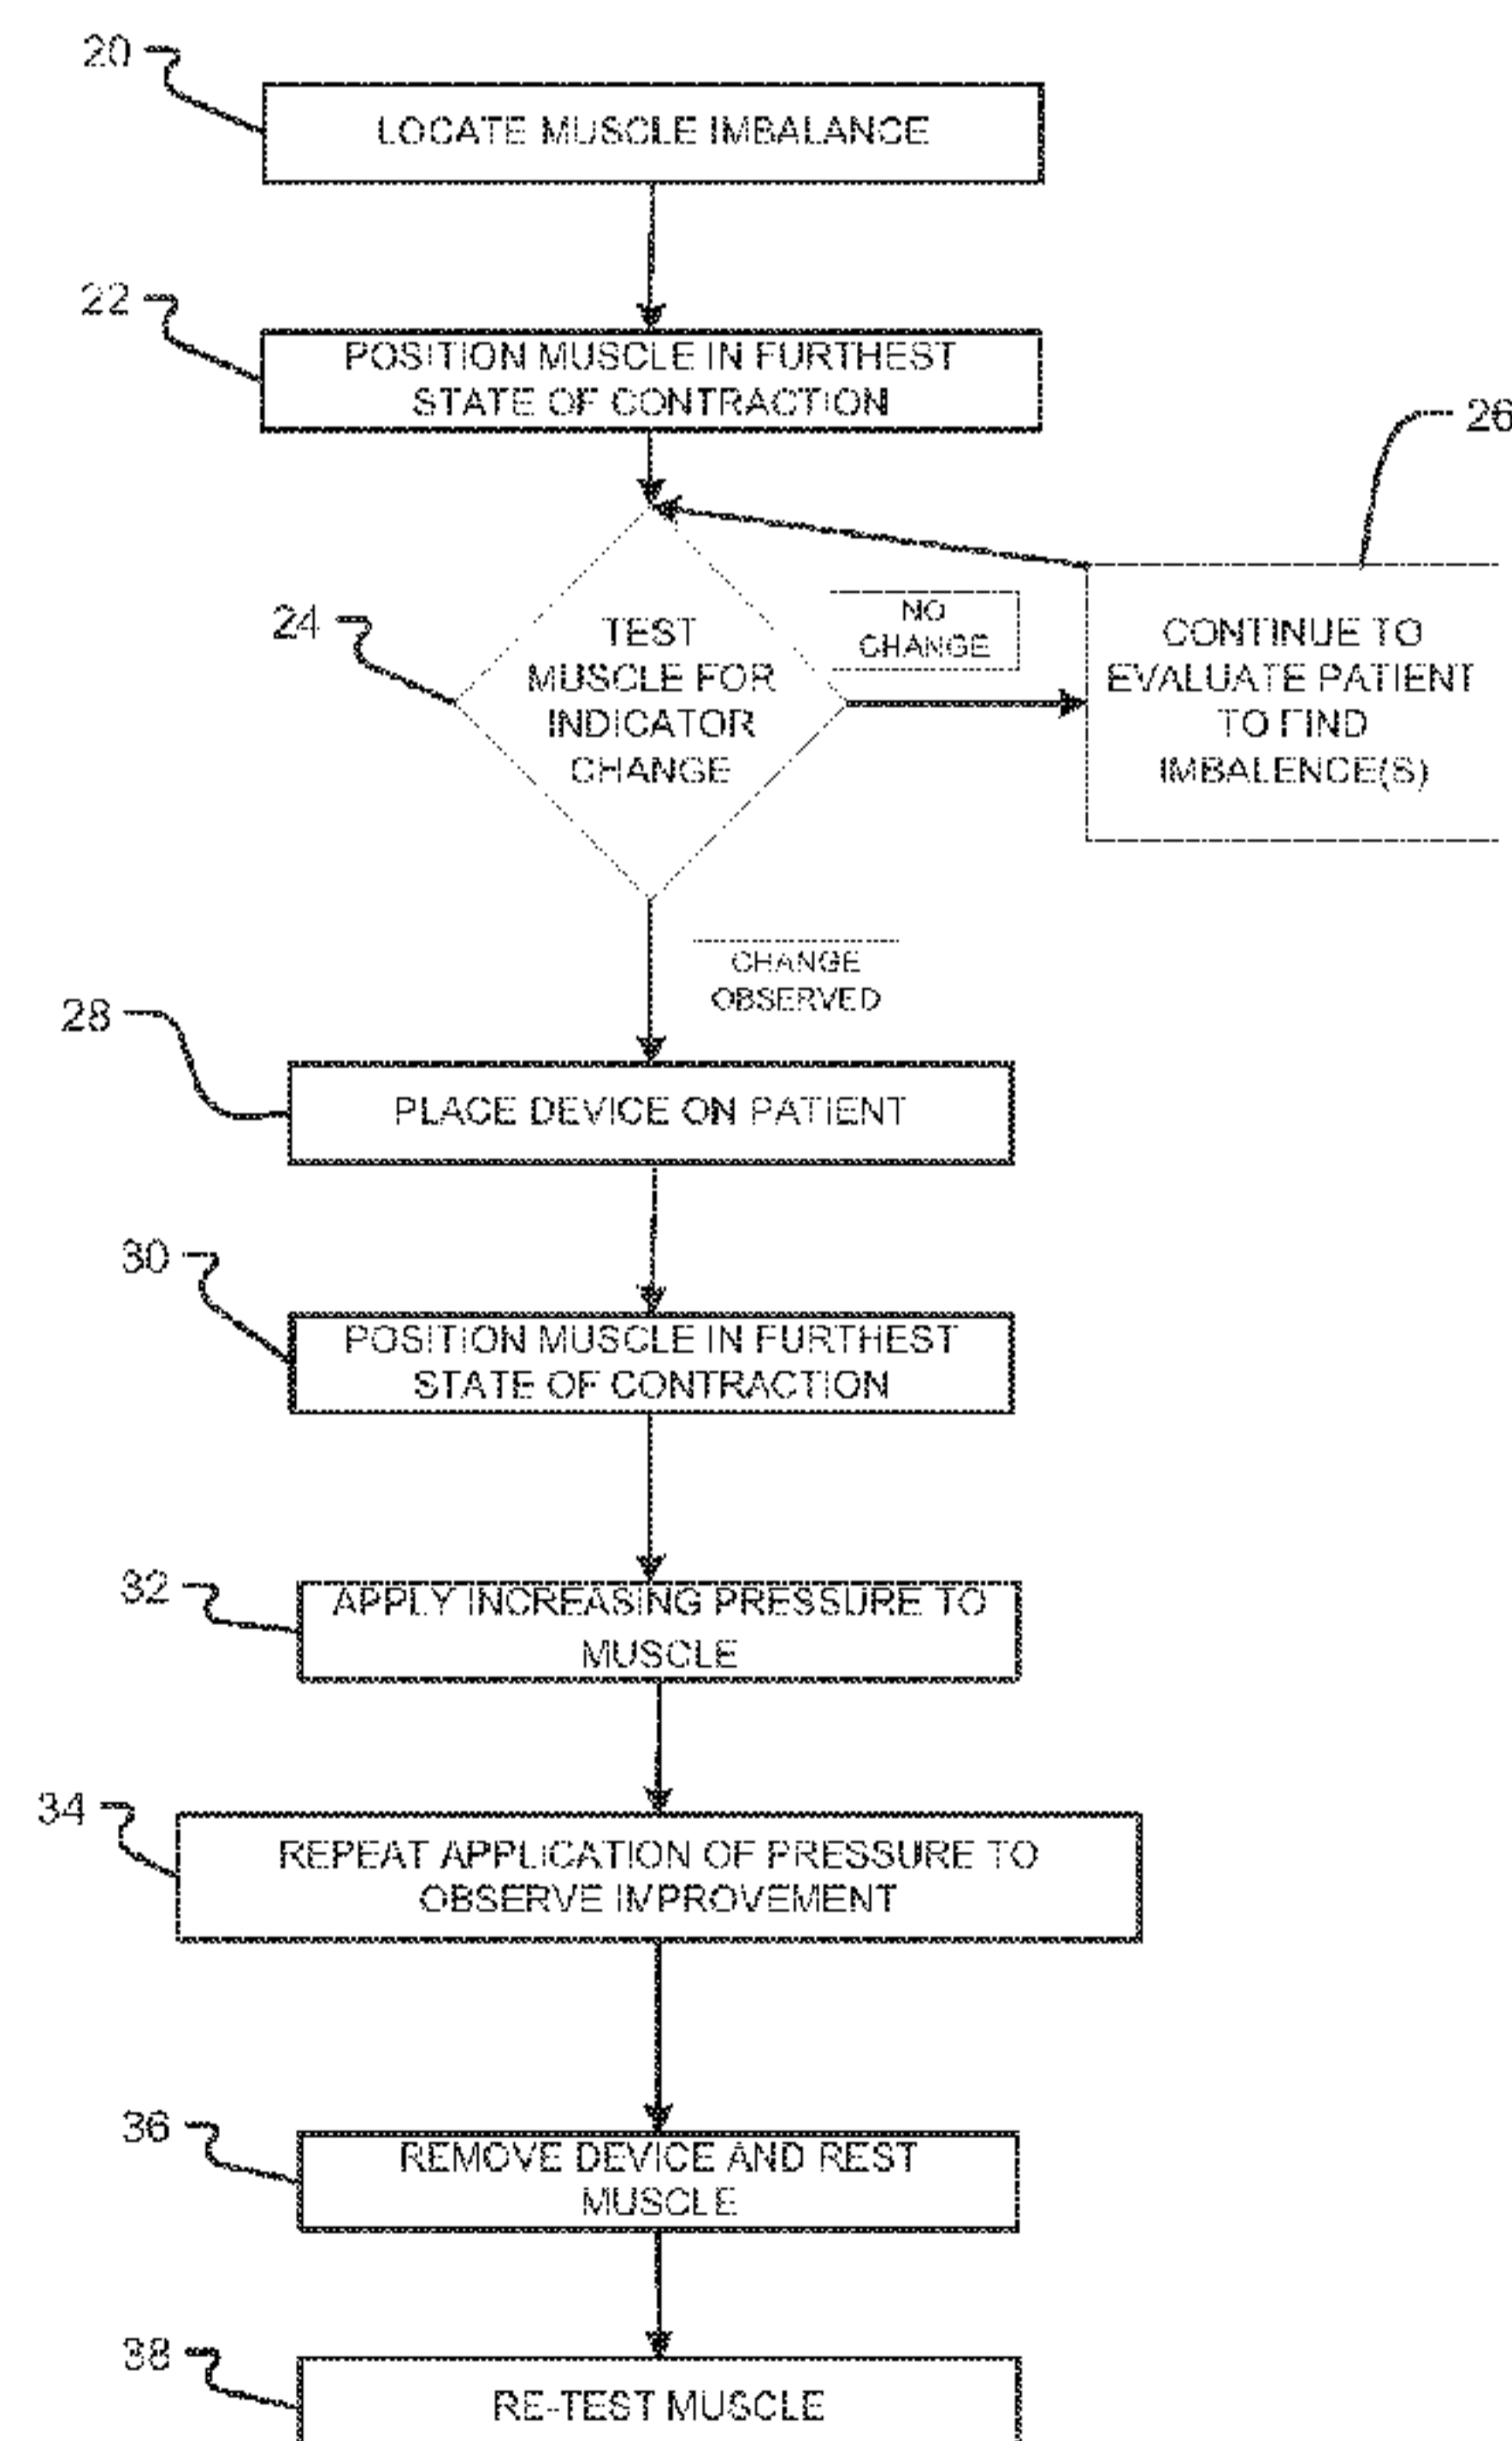 20
LOCATE MUSCLE IMBALANCE
22
POSITION MUSCLE IN FURTHEST
STATE OF CONTRACTION
26
24
TEST
MUSCLE FOR
INDICATOR
CHANGE
NO
CHANGE
CONTINUE TO
EVALUATE PATIENT
TO FIND
IMBALENCE(S)
CHANGE
OBSERVED
28
PLACE DEVICE ON PATIENT
30
POSITION MUSCLE IN FURTHEST
STATE OF CONTRACTION
32
APPLY INCREASING PRESSURE TO
MUSCLE
34
REPEAT APPLICATION OF PRESSURE TO
OBSERVE IMPROVEMENT
36
REMOVE DEVICE AND REST
MUSCLE
38
RE-TEST MUSCLE